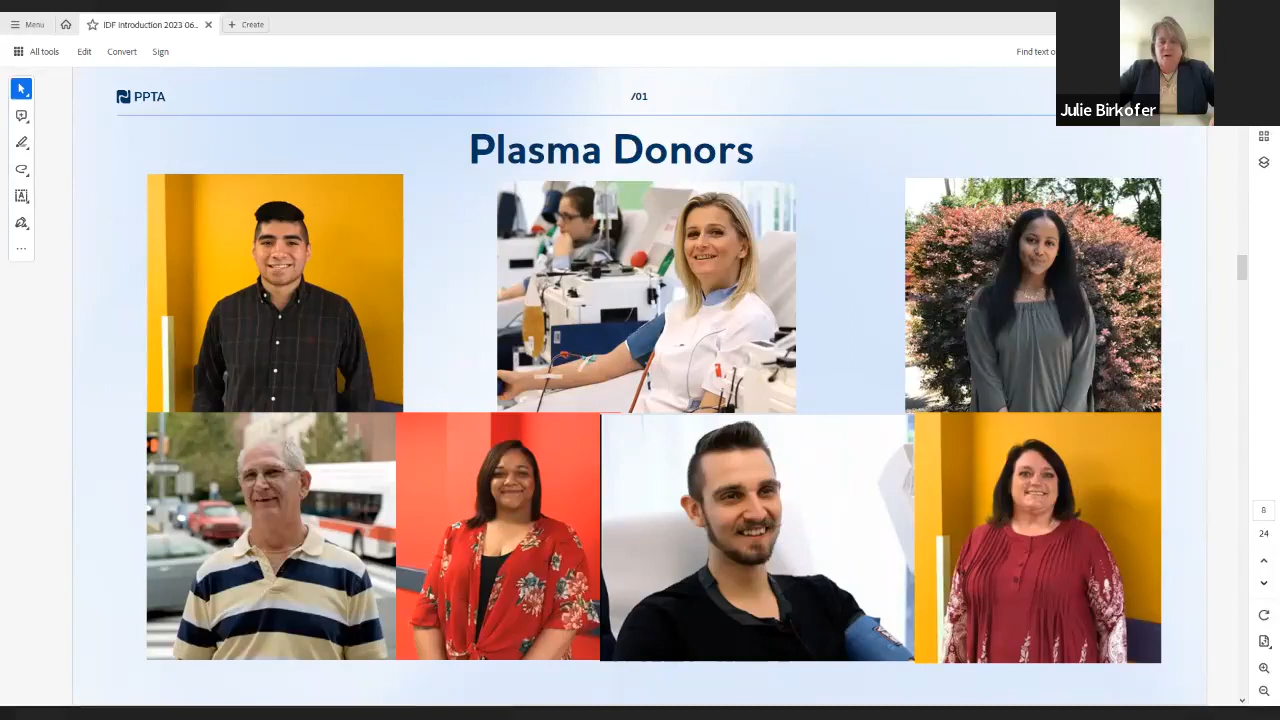 Menu
IDF introduction 2023 06...
Create
All tools
Edit
Convert
Sign
Find text o
Julie Birkofer
PPTA
/01
Plasma Donors
8
24